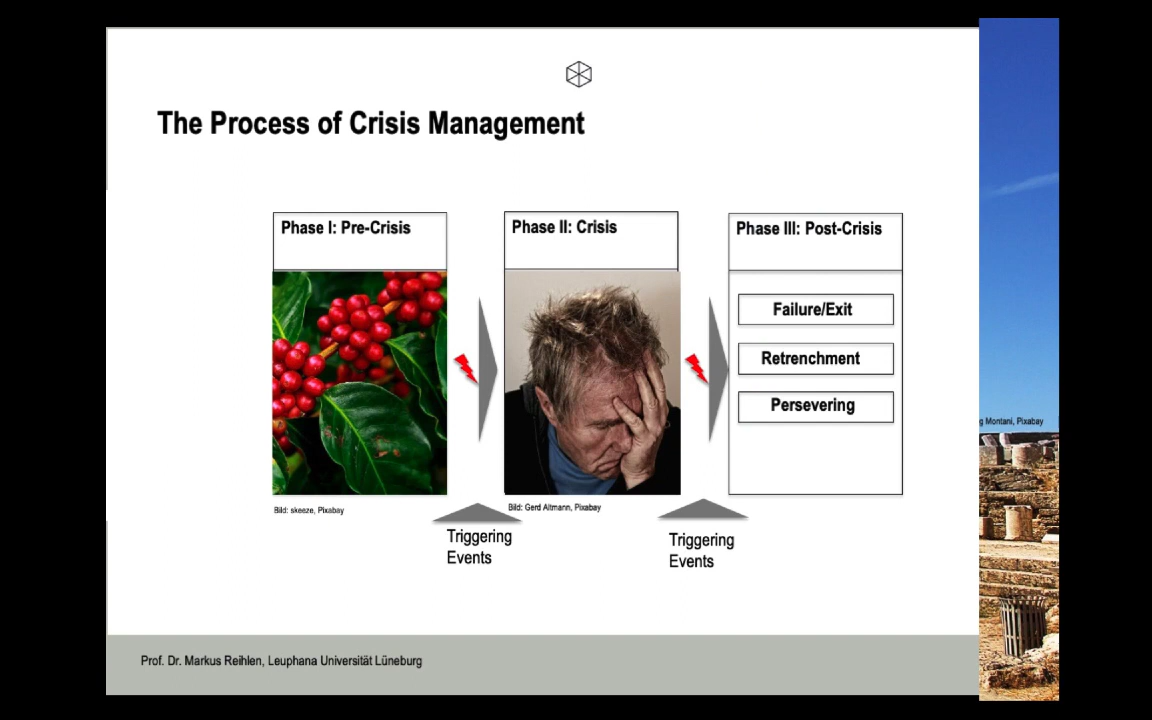 The Process of Crisis Management
Phase I: Pre-Crisis
Phase II: Crisis
Phase III: Post-Crisis
Failure/Exit
Retrenchment
Persevering
Bild: skeeze, Pixabay
Bild: Gerd Altmann, Pixabay
g Montani, Pixabay
Triggering
Events
Triggering
Events
Prof. Dr. Markus Reihlen, Leuphana Universität Lüneburg